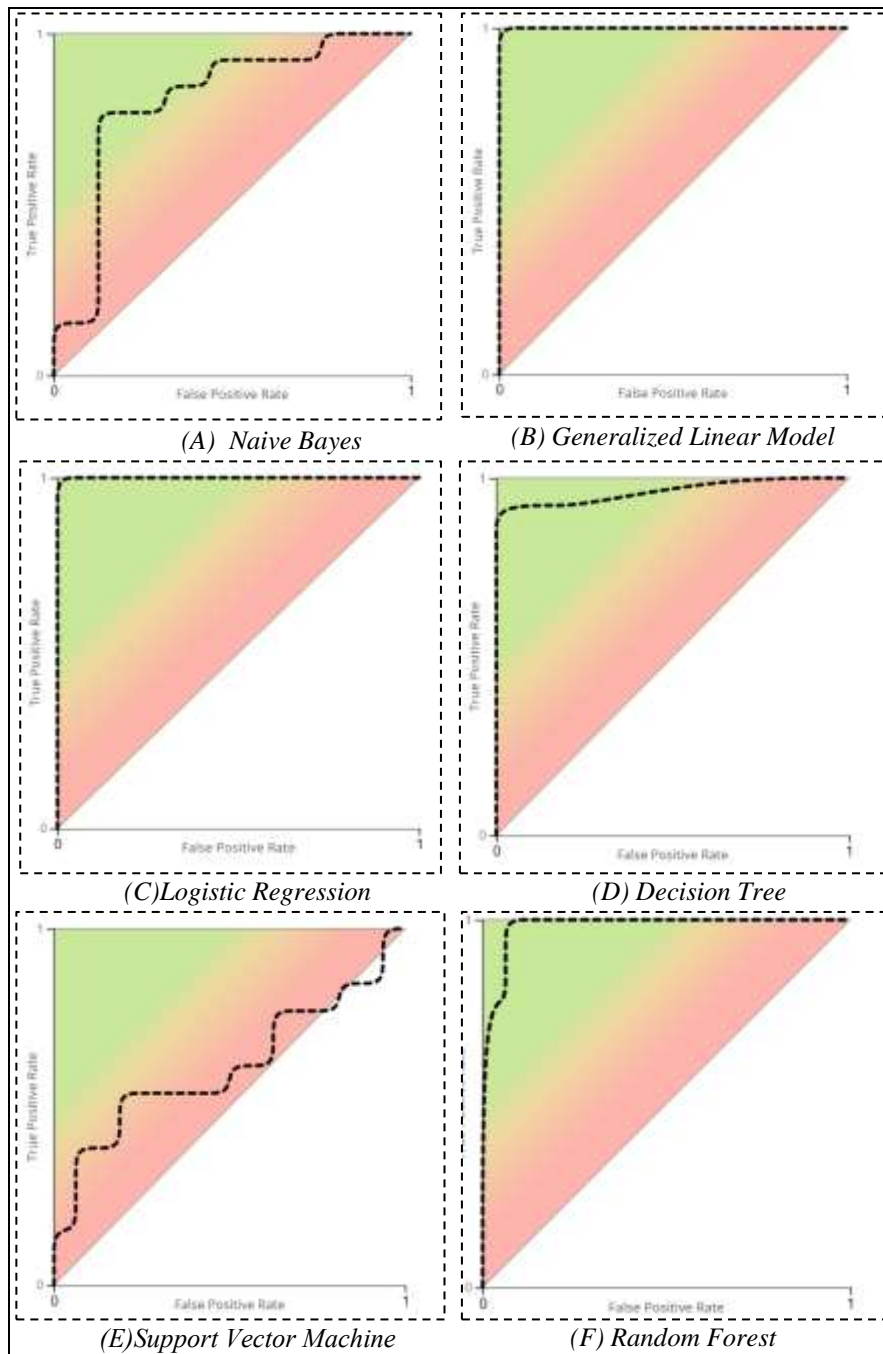 1
True Positive Rate
0
0
False Positive Rate
1
(A) Naive Bayes
1
True Positive Rate
0
0
False Positive Rate
1
(B) Generalized Linear Model
1
True Positive Rate
0
0
False Positive Rate
1
(C)Logistic Regression
1
True Positive Rate
0
0
False Positive Rate
1
(D) Decision Tree
1
True Positive Rate
0
0
False Positive Rate
1
(E)Support Vector Machine
1
0
0
False Positive Rate
1
(F) Random Forest